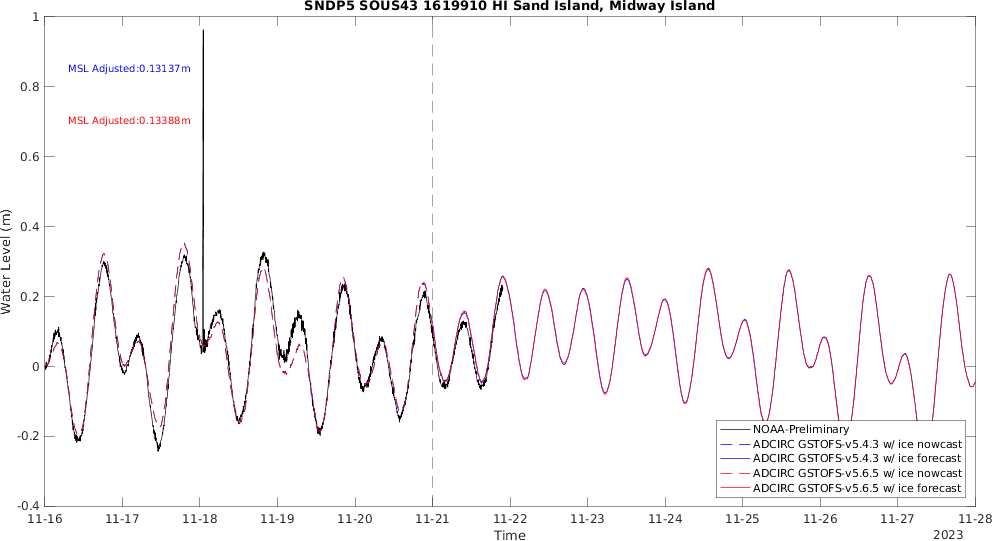 SNDP5 SOUS43 1619910 HI Sand Island, Midway Island
MSL Adjusted:0.13137m
MSL Adjusted:0.13388m
Water Level (m)
1
0.8
0.6
0.4
0.2
0
-0.2
-0.4
NOAA-Preliminary
ADCIRC GSTOFS-v5.4.3 w/ ice nowcast
ADCIRC GSTOFS-v5.4.3 w/ ice forecast
ADCIRC GSTOFS-v5.6.5 w/ ice nowcast
ADCIRC GSTOFS-v5.6.5 w/ ice forecast
11-16 11-17 11-18 11-19 11-20 11-21 11-22 11-23 11-24 11-25 11-26 11-27 11-28
Time
2023